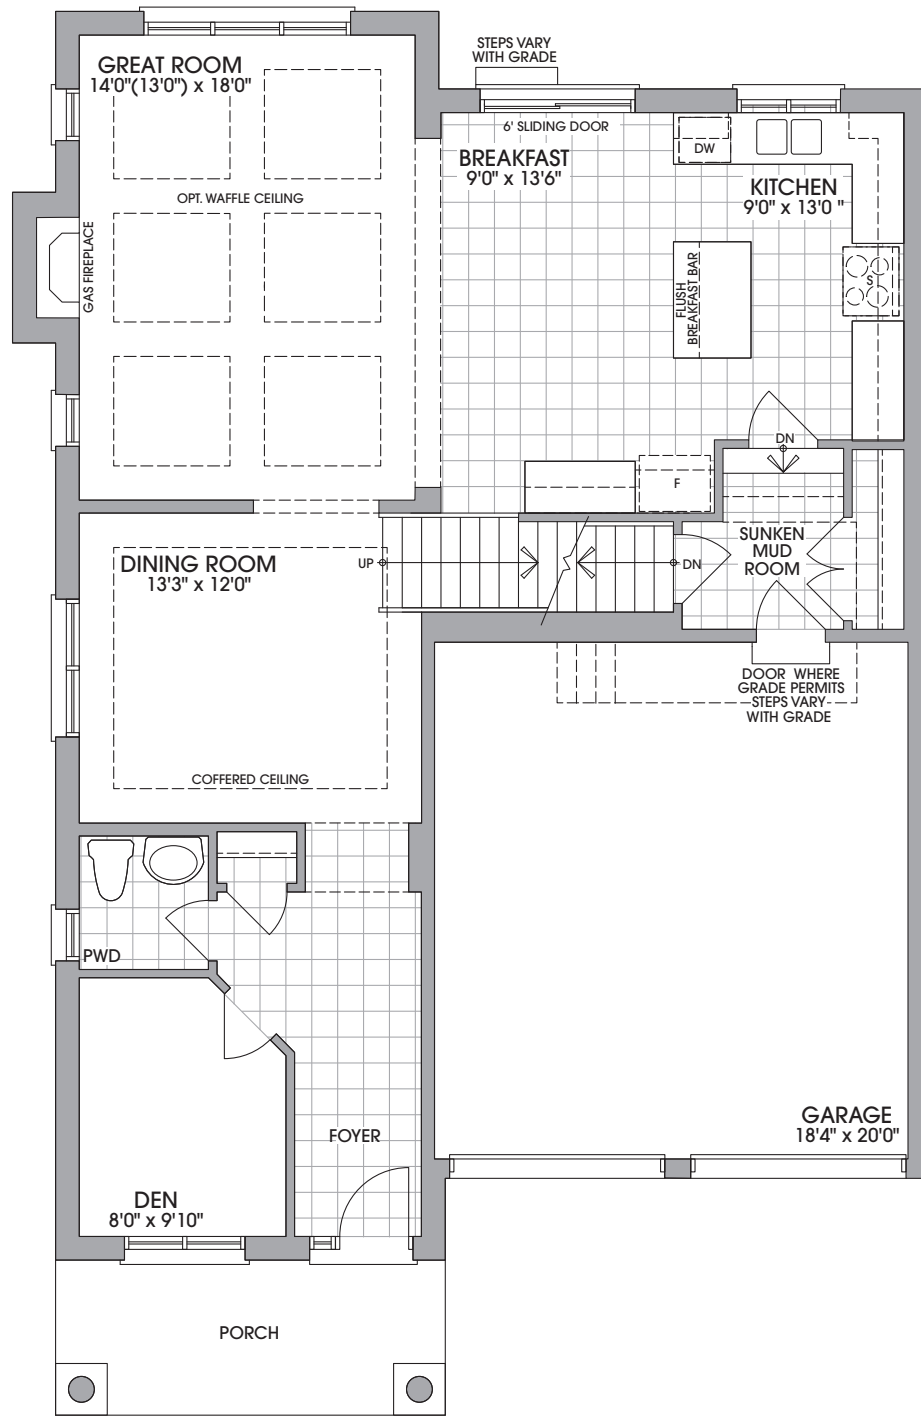 STEPS VARY
WITH GRADE
GREAT ROOM
14'0"(13'0") x 18'0"
6' SLIDING DOOR
DW
BREAKFAST
9'0" x 13'6"
KITCHEN
9'0" x 13'0 "
OPT. WAFFLE CEILING
GAS FIREPLACE
FLUSH
BREAKFAST BAR
S
DN
F
SUNKEN
MUD
ROOM
DINING ROOM
13'3" x 12'0"
UP
DN
DOOR WHERE
GRADE PERMITS
STEPS VARY
WITH GRADE
COFFERED CEILING
PWD
GARAGE
18'4" x 20'0"
FOYER
DEN
8'0" x 9'10"
PORCH